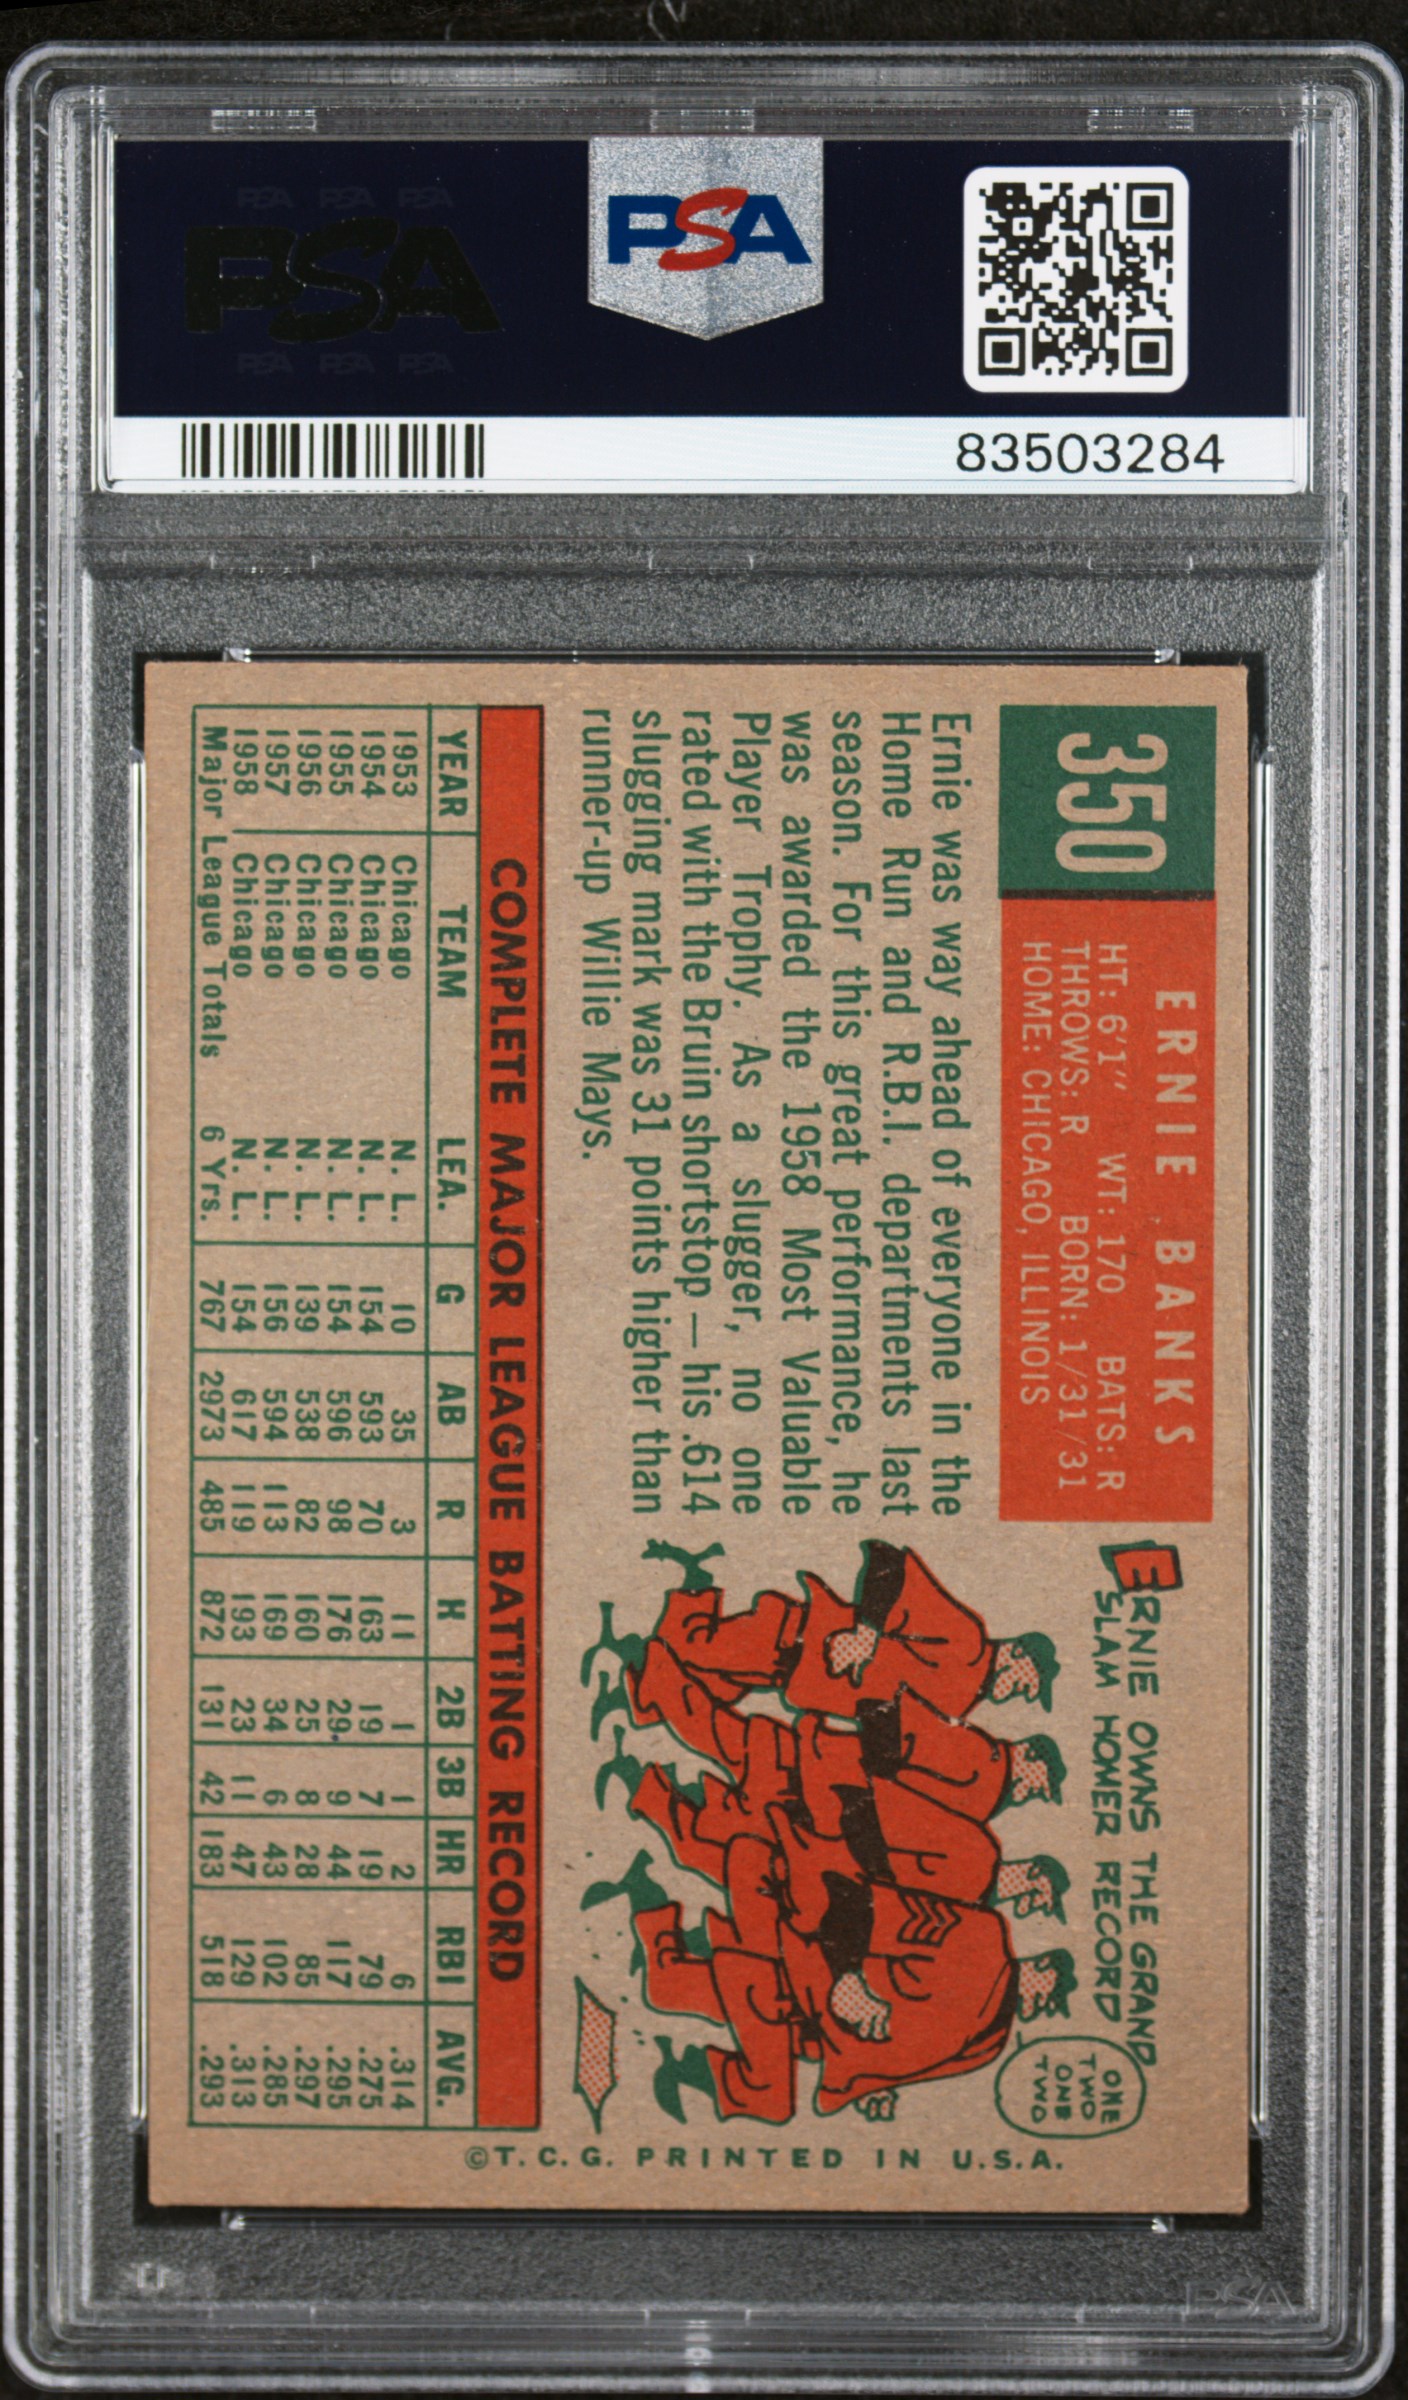 PSA PSA PSA
PSA
PSA PSA PSA
PSA
83503284
350
ERNIE BANKS
HT: 6'1" WT: 170 BATS: R
THROWS: R BORN: 1/31/31
HOME: CHICAGO, ILLINOIS
Ernie was way ahead of everyone in the
Home Run and R.B.I. departments last
season. For this great performance, he
was awarded the 1958 Most Valuable
Player Trophy. As a slugger, no one
rated with the Bruin shortstop — his .614
slugging mark was 31 points higher than
runner-up Willie Mays.
ERNIE OWNS THE GRAND
SLAM HOMER RECORD
ONE
TWO
ONE
TWO
COMPLETE MAJOR LEAGUE BATTING RECORD
YEAR TEAM LEA. G AB R H 2B 3B HR RBI AVG.
1953 Chicago N. L. 10 35 3 11 1 1 2 6 .314
1954 Chicago N. L. 154 593 70 163 19 7 19 79 .275
1955 Chicago N. L. 154 596 98 176 29 9 44 117 .295
1956 Chicago N. L. 139 538 82 160 25 8 28 85 .297
1957 Chicago N. L. 156 594 113 169 34 6 43 102 .285
1958 Chicago N. L. 154 617 119 193 23 11 47 129 .313
Major League Totals 6 Yrs. 767 2973 485 872 131 42 183 518 .293
©T.C.G. PRINTED IN U.S.A.
PSA